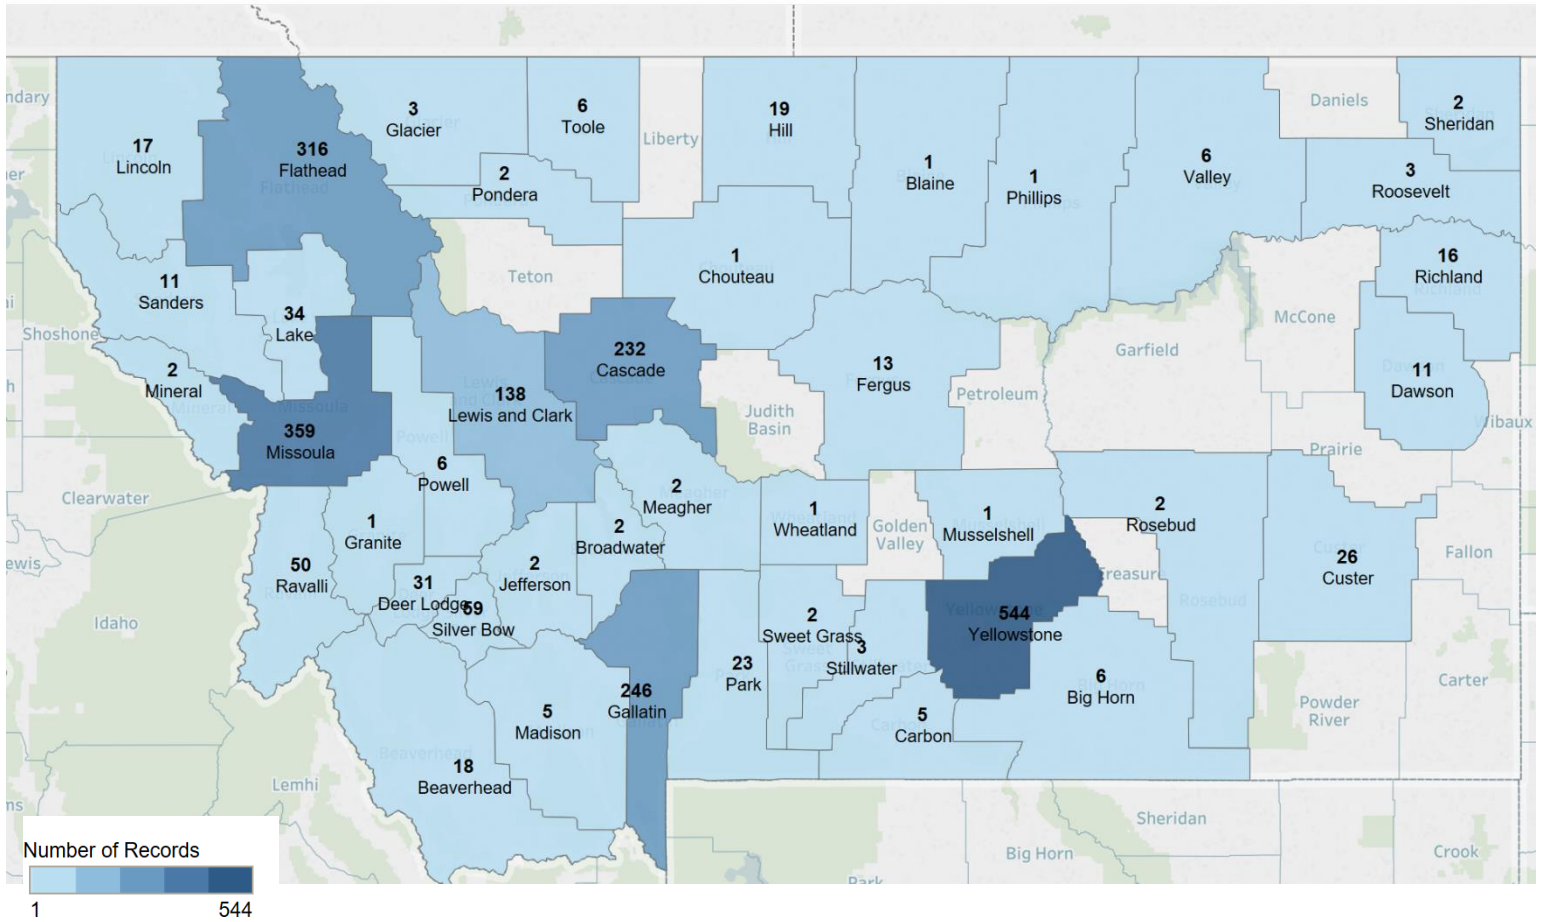 ndary
3
Glacier
6
Toole
Liberty
19
Hill
Daniels
2
Sheridan
17
Lincoln
316
Flathead
2
Pondera
1
Blaine
1
Phillips
6
Valley
3
Roosevelt
er
11
Sanders
Teton
1
Chouteau
16
Richland
34
Lake
Shoshone
McCone
2
Mineral
138
Lewis and Clark
232
Cascade
13
Fergus
Garfield
Petroleum
11
Dawson
Judith
Basin
359
Missoula
Wibaux
Prairie
Clearwater
6
Powell
2
Meagher
1
Wheatland
Golden
Valley
1
Musselshell
2
Rosebud
1
Granite
2
Broadwater
ewis
50
Ravalli
31
Deer Lodge
59
Silver Bow
2
Jefferson
Treasure
26
Custer
Fallon
Idaho
2
Sweet Grass
3
Stillwater
544
Yellowstone
Rosebud
246
Gallatin
23
Park
6
Big Horn
Carter
Powder
River
5
Madison
5
Carbon
18
Beaverhead
Lemhi
ms
Sheridan
Big Horn
Crook
Park
Number of Records
1 544